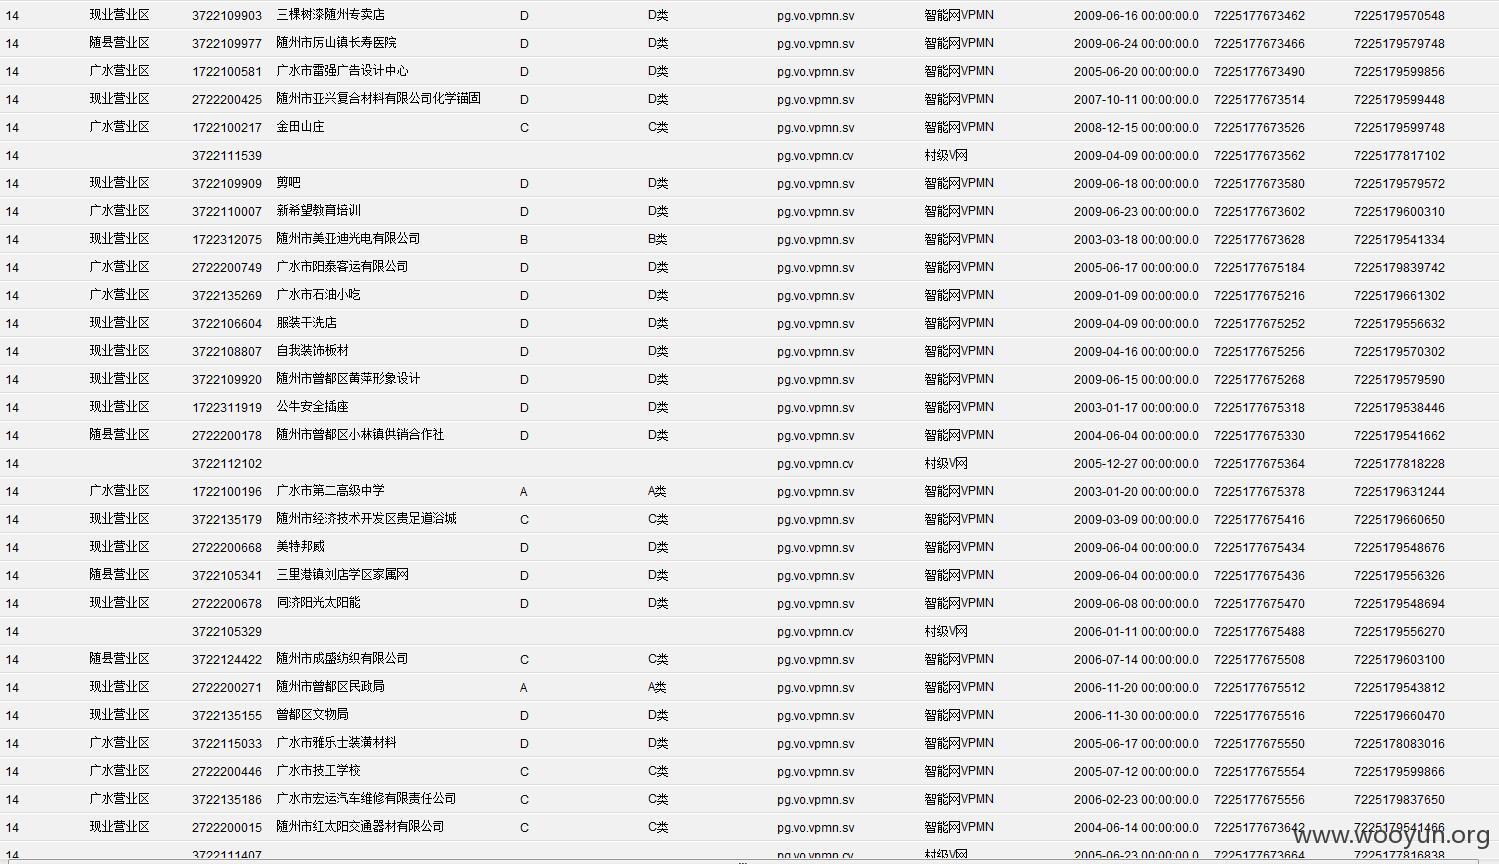 14 现业营业区 3722109903 三棵树漆随州专卖店 D D类 pg.vo.vpmn.sv 智能网VPMN 2009-06-16 00:00:00.0 7225177673462 7225179570548
14 随县营业区 3722109977 随州市厉山镇长寿医院 D D类 pg.vo.vpmn.sv 智能网VPMN 2009-06-24 00:00:00.0 7225177673466 7225179579748
14 广水营业区 1722100581 广水市雷强广告设计中心 D D类 pg.vo.vpmn.sv 智能网VPMN 2005-06-20 00:00:00.0 7225177673490 7225179599856
14 现业营业区 2722200425 随州市亚兴复合材料有限公司化学锚固 D D类 pg.vo.vpmn.sv 智能网VPMN 2007-10-11 00:00:00.0 7225177673514 7225179599448
14 广水营业区 1722100217 金田山庄 C C类 pg.vo.vpmn.sv 智能网VPMN 2008-12-15 00:00:00.0 7225177673526 7225179599748
14 3722111539 pg.vo.vpmn.cv 村级V网 2009-04-09 00:00:00.0 7225177673562 7225177817102
14 现业营业区 3722109909 剪吧 D D类 pg.vo.vpmn.sv 智能网VPMN 2009-06-18 00:00:00.0 7225177673580 7225179579572
14 广水营业区 3722110007 新希望教育培训 D D类 pg.vo.vpmn.sv 智能网VPMN 2009-06-23 00:00:00.0 7225177673602 7225179600310
14 现业营业区 1722312075 随州市美亚迪光电有限公司 B B类 pg.vo.vpmn.sv 智能网VPMN 2003-03-18 00:00:00.0 7225177673628 7225179541334
14 广水营业区 2722200749 广水市阳泰客运有限公司 D D类 pg.vo.vpmn.sv 智能网VPMN 2005-06-17 00:00:00.0 7225177675184 7225179839742
14 广水营业区 3722135269 广水市石油小吃 D D类 pg.vo.vpmn.sv 智能网VPMN 2009-01-09 00:00:00.0 7225177675216 7225179661302
14 现业营业区 3722106604 服装干洗店 D D类 pg.vo.vpmn.sv 智能网VPMN 2009-04-09 00:00:00.0 7225177675252 7225179556632
14 现业营业区 3722108807 自我装饰板材 D D类 pg.vo.vpmn.sv 智能网VPMN 2009-04-16 00:00:00.0 7225177675256 7225179570302
14 现业营业区 3722109920 随州市曾都区黄萍形象设计 D D类 pg.vo.vpmn.sv 智能网VPMN 2009-06-15 00:00:00.0 7225177675268 7225179579590
14 现业营业区 1722311919 公牛安全插座 D D类 pg.vo.vpmn.sv 智能网VPMN 2003-01-17 00:00:00.0 7225177675318 7225179538446
14 随县营业区 2722200178 随州市曾都区小林镇供销合作社 D D类 pg.vo.vpmn.sv 智能网VPMN 2004-06-04 00:00:00.0 7225177675330 7225179541662
14 3722112102 pg.vo.vpmn.cv 村级V网 2005-12-27 00:00:00.0 7225177675364 7225177818228
14 广水营业区 1722100196 广水市第二高级中学 A A类 pg.vo.vpmn.sv 智能网VPMN 2003-01-20 00:00:00.0 7225177675378 7225179631244
14 现业营业区 3722135179 随州市经济技术开发区贵足道浴城 C C类 pg.vo.vpmn.sv 智能网VPMN 2009-03-09 00:00:00.0 7225177675416 7225179660650
14 现业营业区 2722200668 美特邦威 D D类 pg.vo.vpmn.sv 智能网VPMN 2009-06-04 00:00:00.0 7225177675434 7225179548676
14 随县营业区 3722105341 三里港镇刘店学区家属网 D D类 pg.vo.vpmn.sv 智能网VPMN 2009-06-04 00:00:00.0 7225177675436 7225179556326
14 现业营业区 2722200678 同济阳光太阳能 D D类 pg.vo.vpmn.sv 智能网VPMN 2009-06-08 00:00:00.0 7225177675470 7225179548694
14 3722105329 pg.vo.vpmn.cv 村级V网 2006-01-11 00:00:00.0 7225177675488 7225179556270
14 随县营业区 3722124422 随州市成盛纺织有限公司 C C类 pg.vo.vpmn.sv 智能网VPMN 2006-07-14 00:00:00.0 7225177675508 7225179603100
14 现业营业区 2722200271 随州市曾都区民政局 A A类 pg.vo.vpmn.sv 智能网VPMN 2006-11-20 00:00:00.0 7225177675512 7225179543812
14 现业营业区 3722135155 曾都区文物局 D D类 pg.vo.vpmn.sv 智能网VPMN 2006-11-30 00:00:00.0 7225177675516 7225179660470
14 广水营业区 3722115033 广水市雅乐士装潢材料 D D类 pg.vo.vpmn.sv 智能网VPMN 2005-06-17 00:00:00.0 7225177675550 7225178083016
14 广水营业区 2722200446 广水市技工学校 C C类 pg.vo.vpmn.sv 智能网VPMN 2005-07-12 00:00:00.0 7225177675554 7225179599866
14 广水营业区 3722135186 广水市宏运汽车维修有限责任公司 C C类 pg.vo.vpmn.sv 智能网VPMN 2006-02-23 00:00:00.0 7225177675556 7225179837650
14 现业营业区 2722200015 随州市红太阳交通器材有限公司 C C类 pg.vo.vpmn.sv 智能网VPMN 2004-06-14 00:00:00.0 7225177673642 7225179541466
www.wooyun.org
14 3722111407 pg.vo.vpmn.cv 村级V网 2005-06-23 00:00:00.0 7225177673664 7225177816838